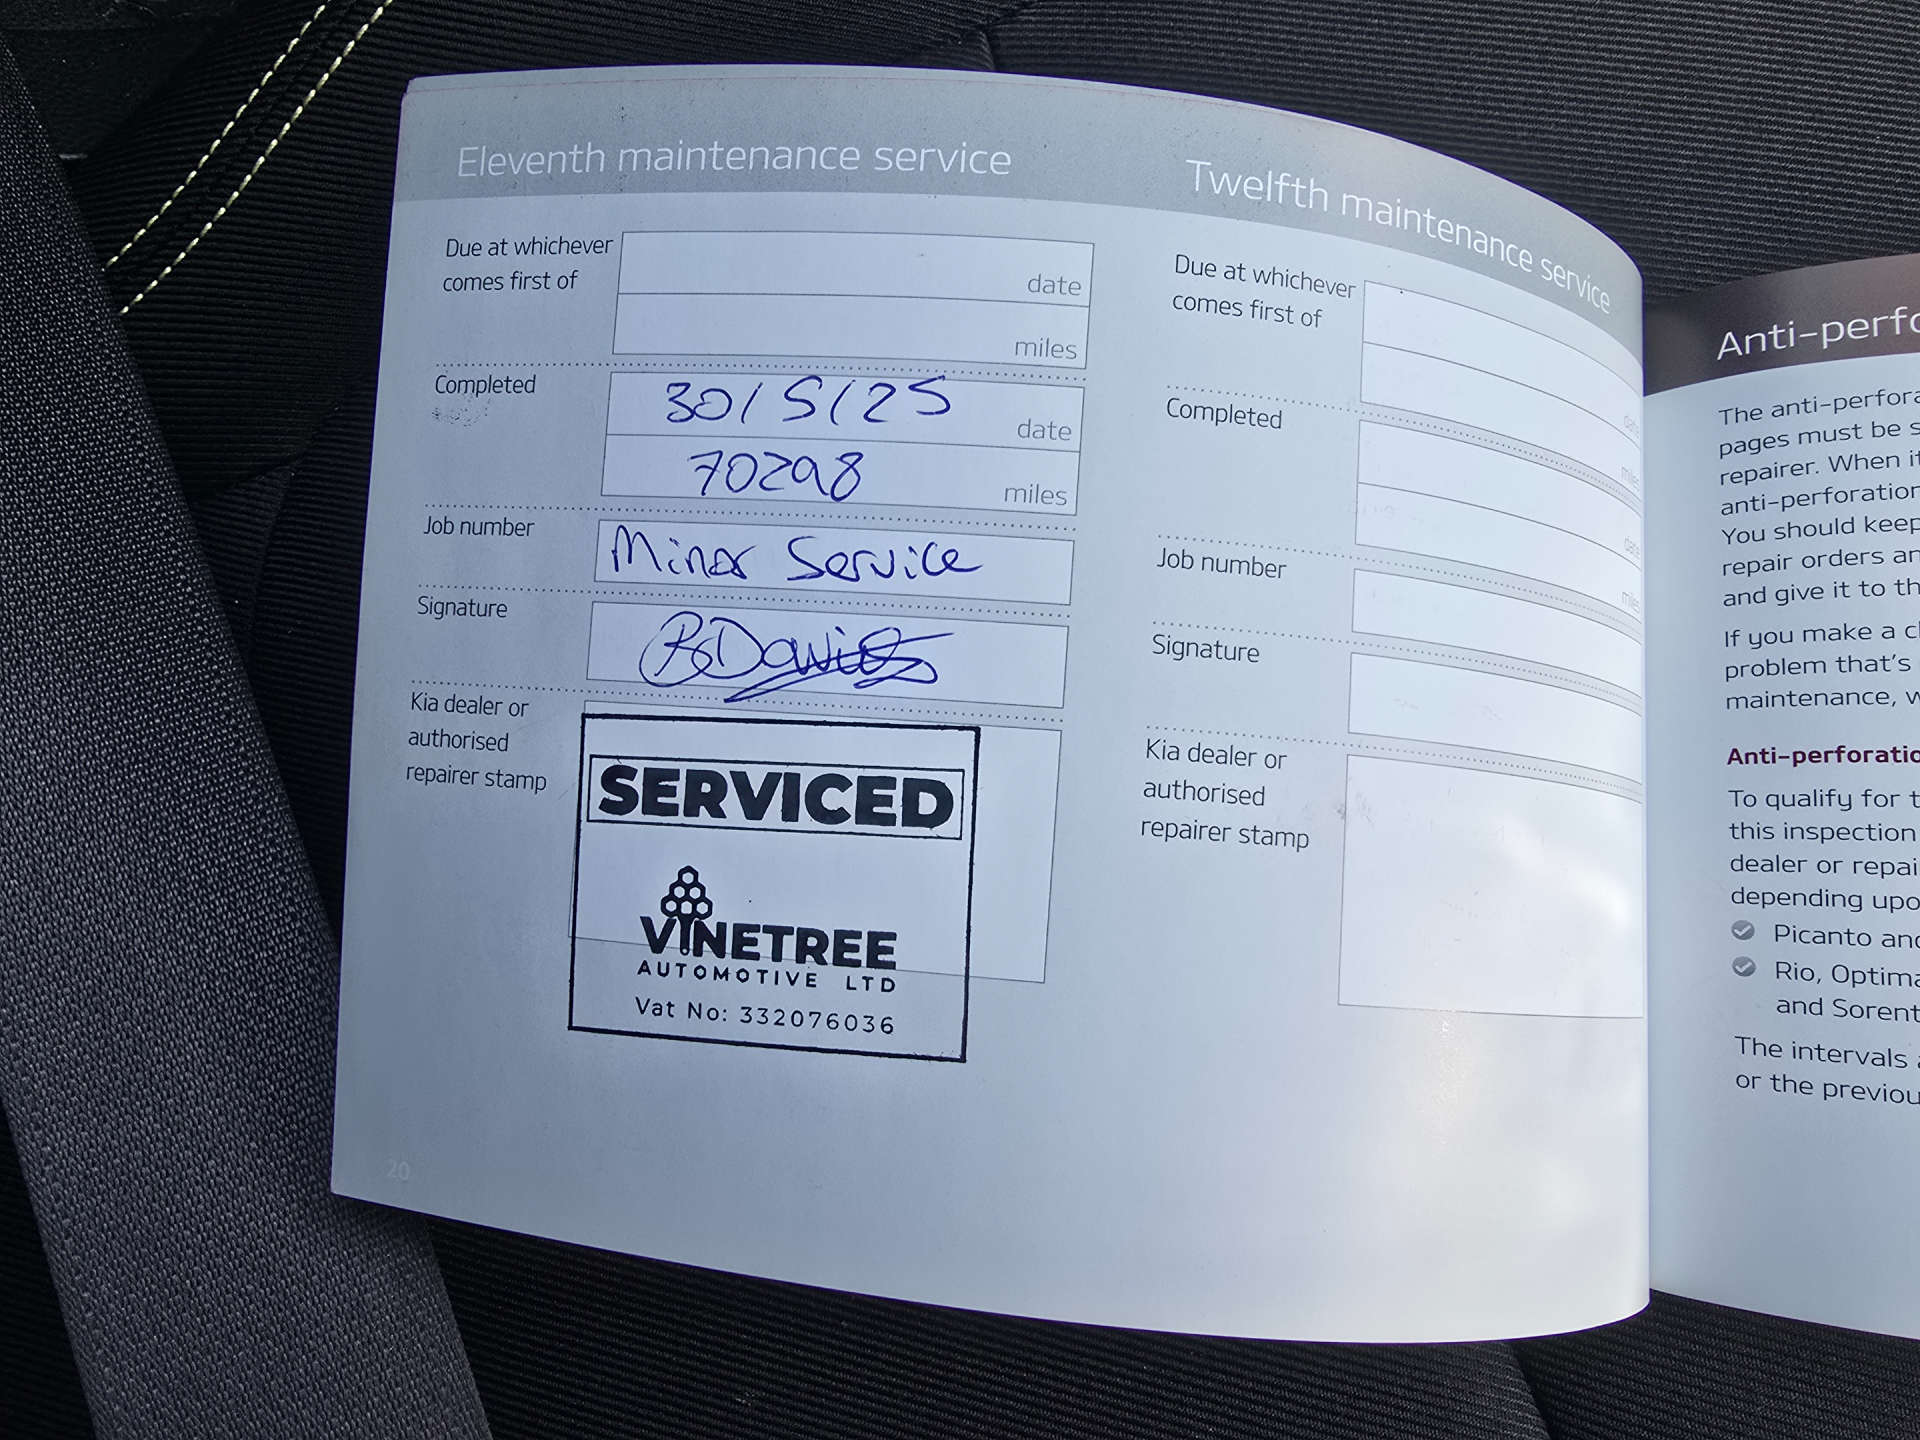 Eleventh maintenance service
Due at whichever
comes first of
date
miles
Completed
30/5/25
date
70298
miles
Job number
Minor Service
Signature
Kia dealer or
authorised
repairer stamp
SERVICED
VINETREE
AUTOMOTIVE LTD
Vat No: 332076036
20
Twelfth maintenance service
Due at whichever
comes first of
date
miles
Completed
date
miles
Job number
Signature
Kia dealer or
authorised
repairer stamp
Anti-perfo
The anti-perfora
pages must be s
repairer. When it
anti-perforation
You should keep
repair orders an
and give it to th
If you make a cl
problem that's
maintenance, w
Anti-perforatio
To qualify for t
this inspection
dealer or repai
depending upo
Picanto and
Rio, Optima
and Sorent
The intervals a
or the previou